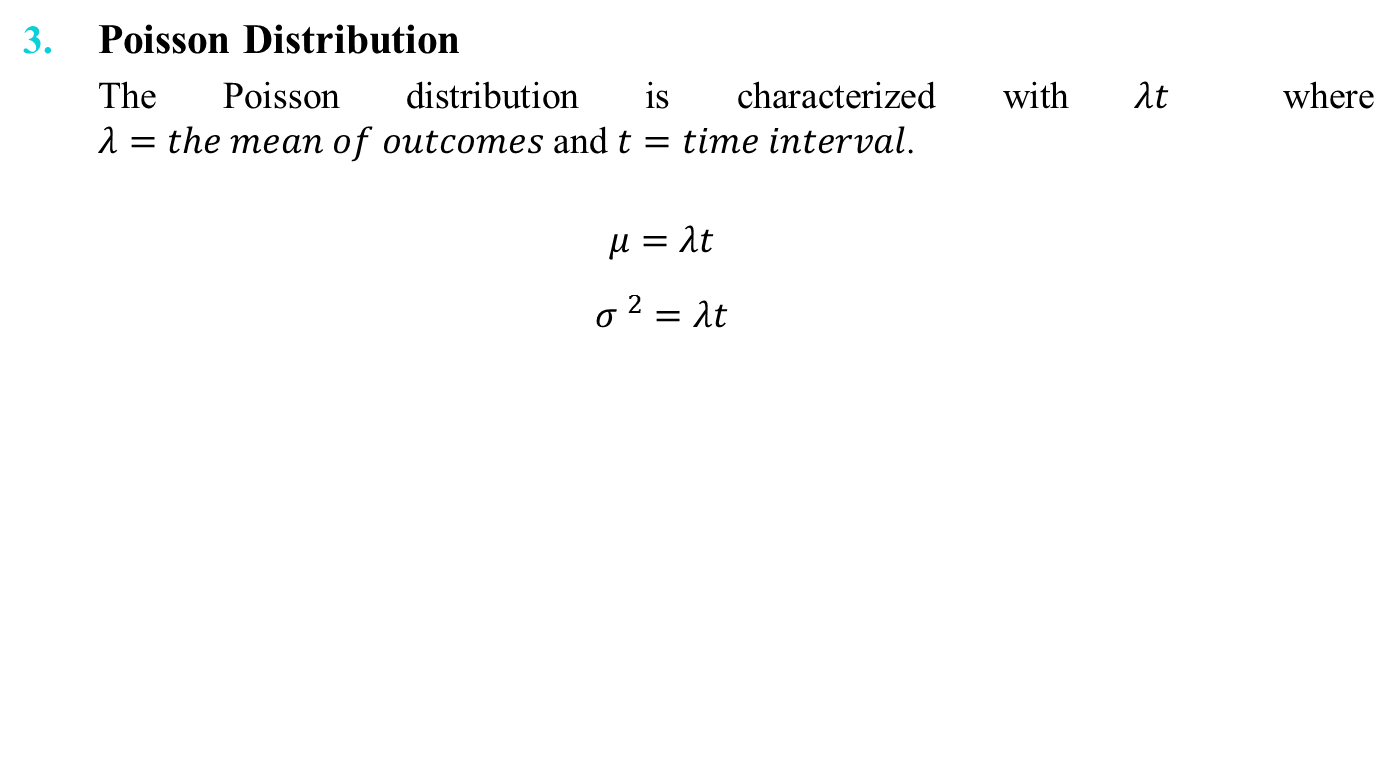 3. Poisson Distribution
The Poisson distribution is characterized with λt where
λ = the mean of outcomes and t = time interval.
μ = λt
σ ² = λt